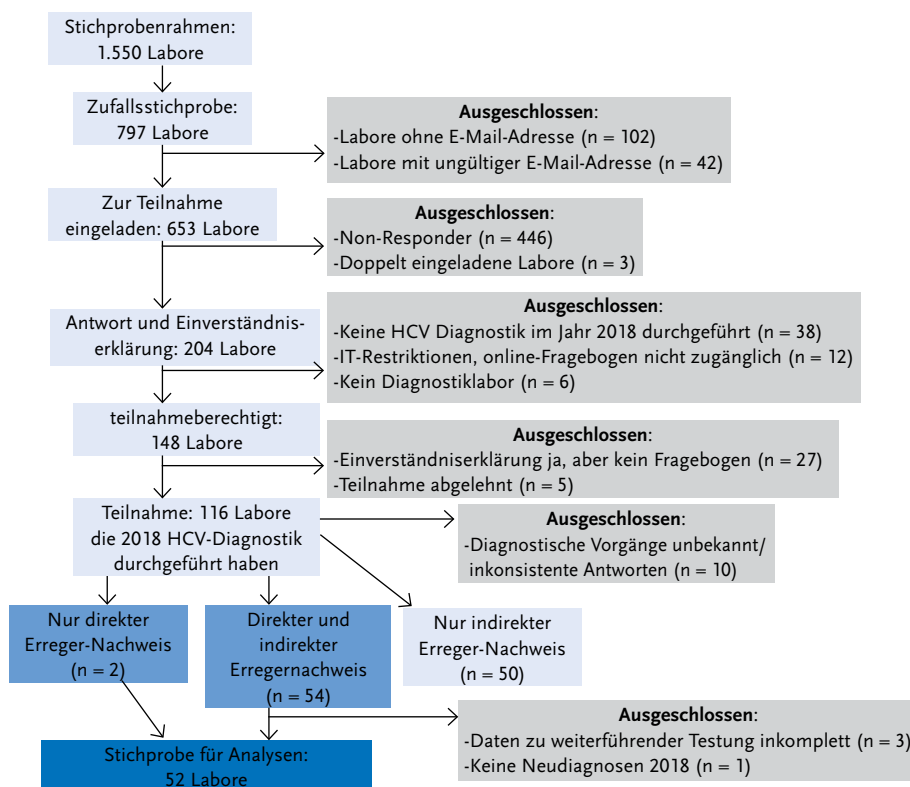 Stichprobenrahmen:
1.550 Labore
Zufallsstichprobe:
797 Labore
Ausgeschlossen:
-Labore ohne E-Mail-Adresse (n = 102)
-Labore mit ungültiger E-Mail-Adresse (n = 42)
Zur Teilnahme
eingeladen: 653 Labore
Ausgeschlossen:
-Non-Responder (n = 446)
-Doppelt eingeladene Labore (n = 3)
Antwort und Einverständnis-
erklärung: 204 Labore
Ausgeschlossen:
-Keine HCV Diagnostik im Jahr 2018 durchgeführt (n = 38)
-IT-Restriktionen, online-Fragebogen nicht zugänglich (n = 12)
-Kein Diagnostiklabor (n = 6)
teilnahmeberechtigt:
148 Labore
Ausgeschlossen:
-Einverständniserklärung ja, aber kein Fragebogen (n = 27)
-Teilnahme abgelehnt (n = 5)
Teilnahme: 116 Labore
die 2018 HCV-Diagnostik
durchgeführt haben
Ausgeschlossen:
-Diagnostische Vorgänge unbekannt/
inkonsistente Antworten (n = 10)
Nur direkter
Erreger-Nachweis
(n = 2)
Direkter und
indirekter
Erregernachweis
(n = 54)
Nur indirekter
Erreger-Nachweis
(n = 50)
Ausgeschlossen:
-Daten zu weiterführender Testung inkomplett (n = 3)
-Keine Neudiagnosen 2018 (n = 1)
Stichprobe für Analysen:
52 Labore